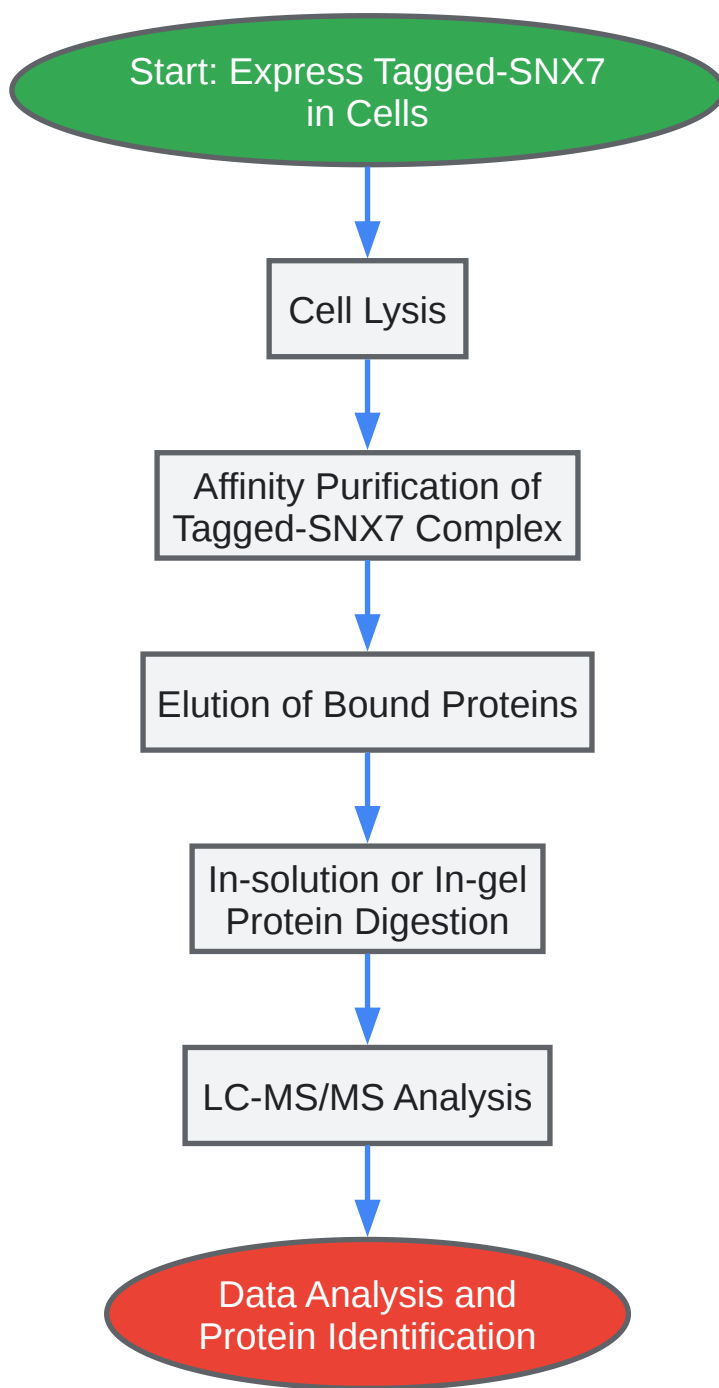 Start: Express Tagged-SNX7
in Cells
Cell Lysis
Affinity Purification of
Tagged-SNX7 Complex
Elution of Bound Proteins
In-solution or In-gel
Protein Digestion
LC-MS/MS Analysis
Data Analysis and
Protein Identification